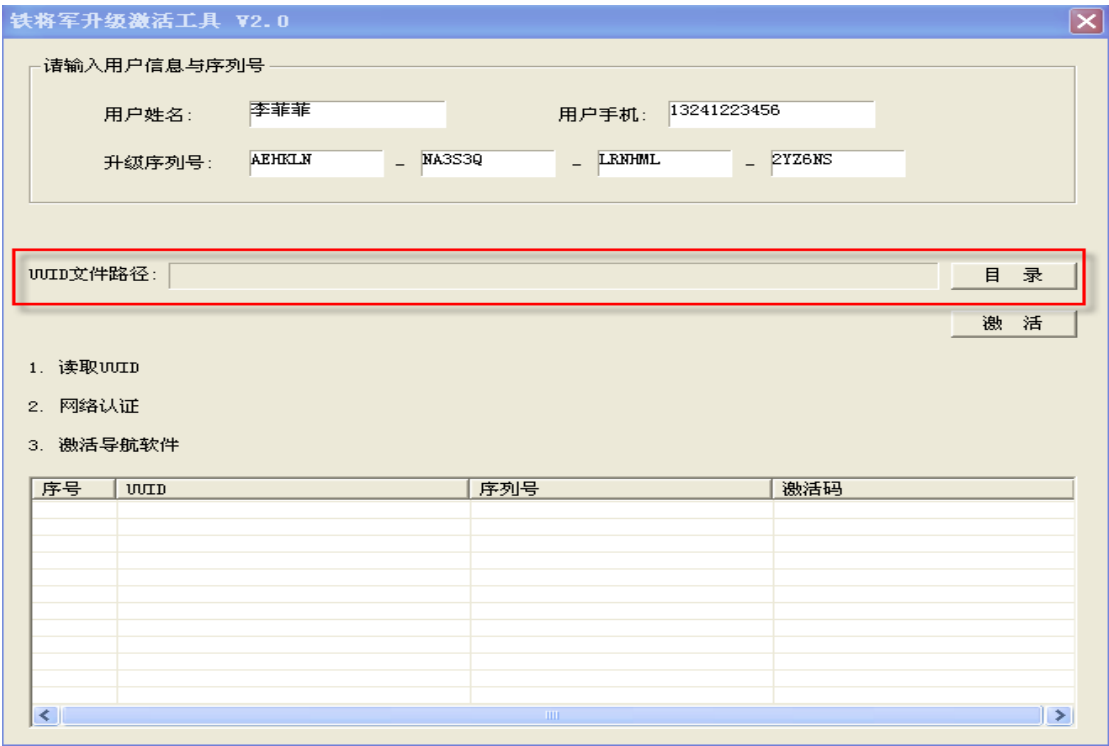 铁将军升级激活工具 V2.0
请输入用户信息与序列号
用户姓名: 李菲菲 用户手机: 13241223456
升级序列号: AEHKLN - NA3S3Q - LRNHML - 2YZ6NS
UUID文件路径: 目 录
激 活
1. 读取UUID
2. 网络认证
3. 激活导航软件
序号 UUID 序列号 激活码